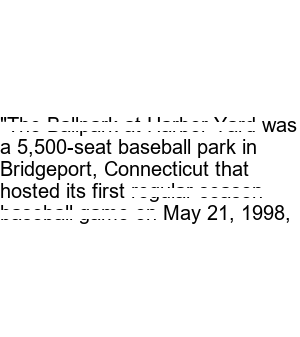 "The Ballpark at Harbor Yard was
a 5,500-seat baseball park in
Bridgeport, Connecticut that
hosted its first regular season
baseball game on May 21, 1998,